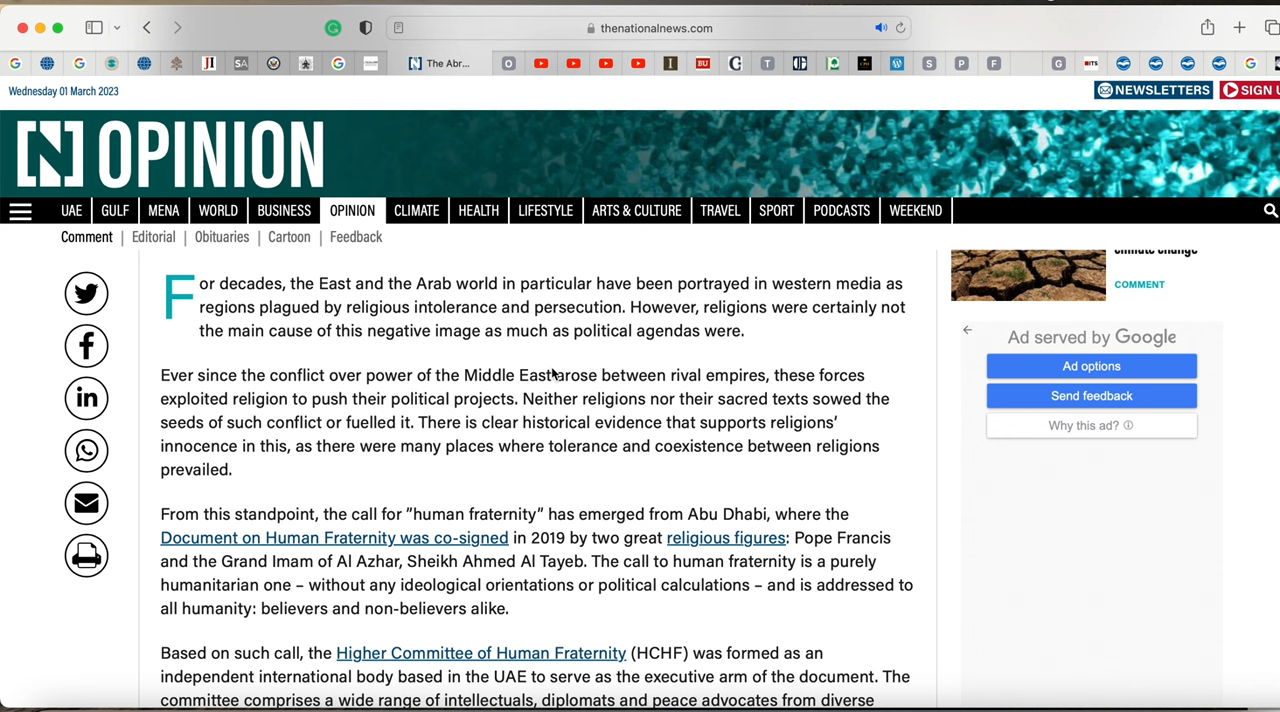 thenationalnews.com
The Abr...
Wednesday 01 March 2023
NEWSLETTERS
SIGN U
OPINION
UAE
GULF
MENA
WORLD
BUSINESS
OPINION
CLIMATE
HEALTH
LIFESTYLE
ARTS & CULTURE
TRAVEL
SPORT
PODCASTS
WEEKEND
Comment | Editorial | Obituaries | Cartoon | Feedback
For decades, the East and the Arab world in particular have been portrayed in western media as
regions plagued by religious intolerance and persecution. However, religions were certainly not
the main cause of this negative image as much as political agendas were.
Ever since the conflict over power of the Middle East arose between rival empires, these forces
exploited religion to push their political projects. Neither religions nor their sacred texts sowed the
seeds of such conflict or fuelled it. There is clear historical evidence that supports religions'
innocence in this, as there were many places where tolerance and coexistence between religions
prevailed.
From this standpoint, the call for "human fraternity" has emerged from Abu Dhabi, where the
Document on Human Fraternity was co-signed in 2019 by two great religious figures: Pope Francis
and the Grand Imam of Al Azhar, Sheikh Ahmed Al Tayeb. The call to human fraternity is a purely
humanitarian one – without any ideological orientations or political calculations – and is addressed to
all humanity: believers and non-believers alike.
Based on such call, the Higher Committee of Human Fraternity (HCHF) was formed as an
independent international body based in the UAE to serve as the executive arm of the document. The
committee comprises a wide range of intellectuals, diplomats and peace advocates from diverse
climate change
COMMENT
Ad served by Google
Ad options
Send feedback
Why this ad?